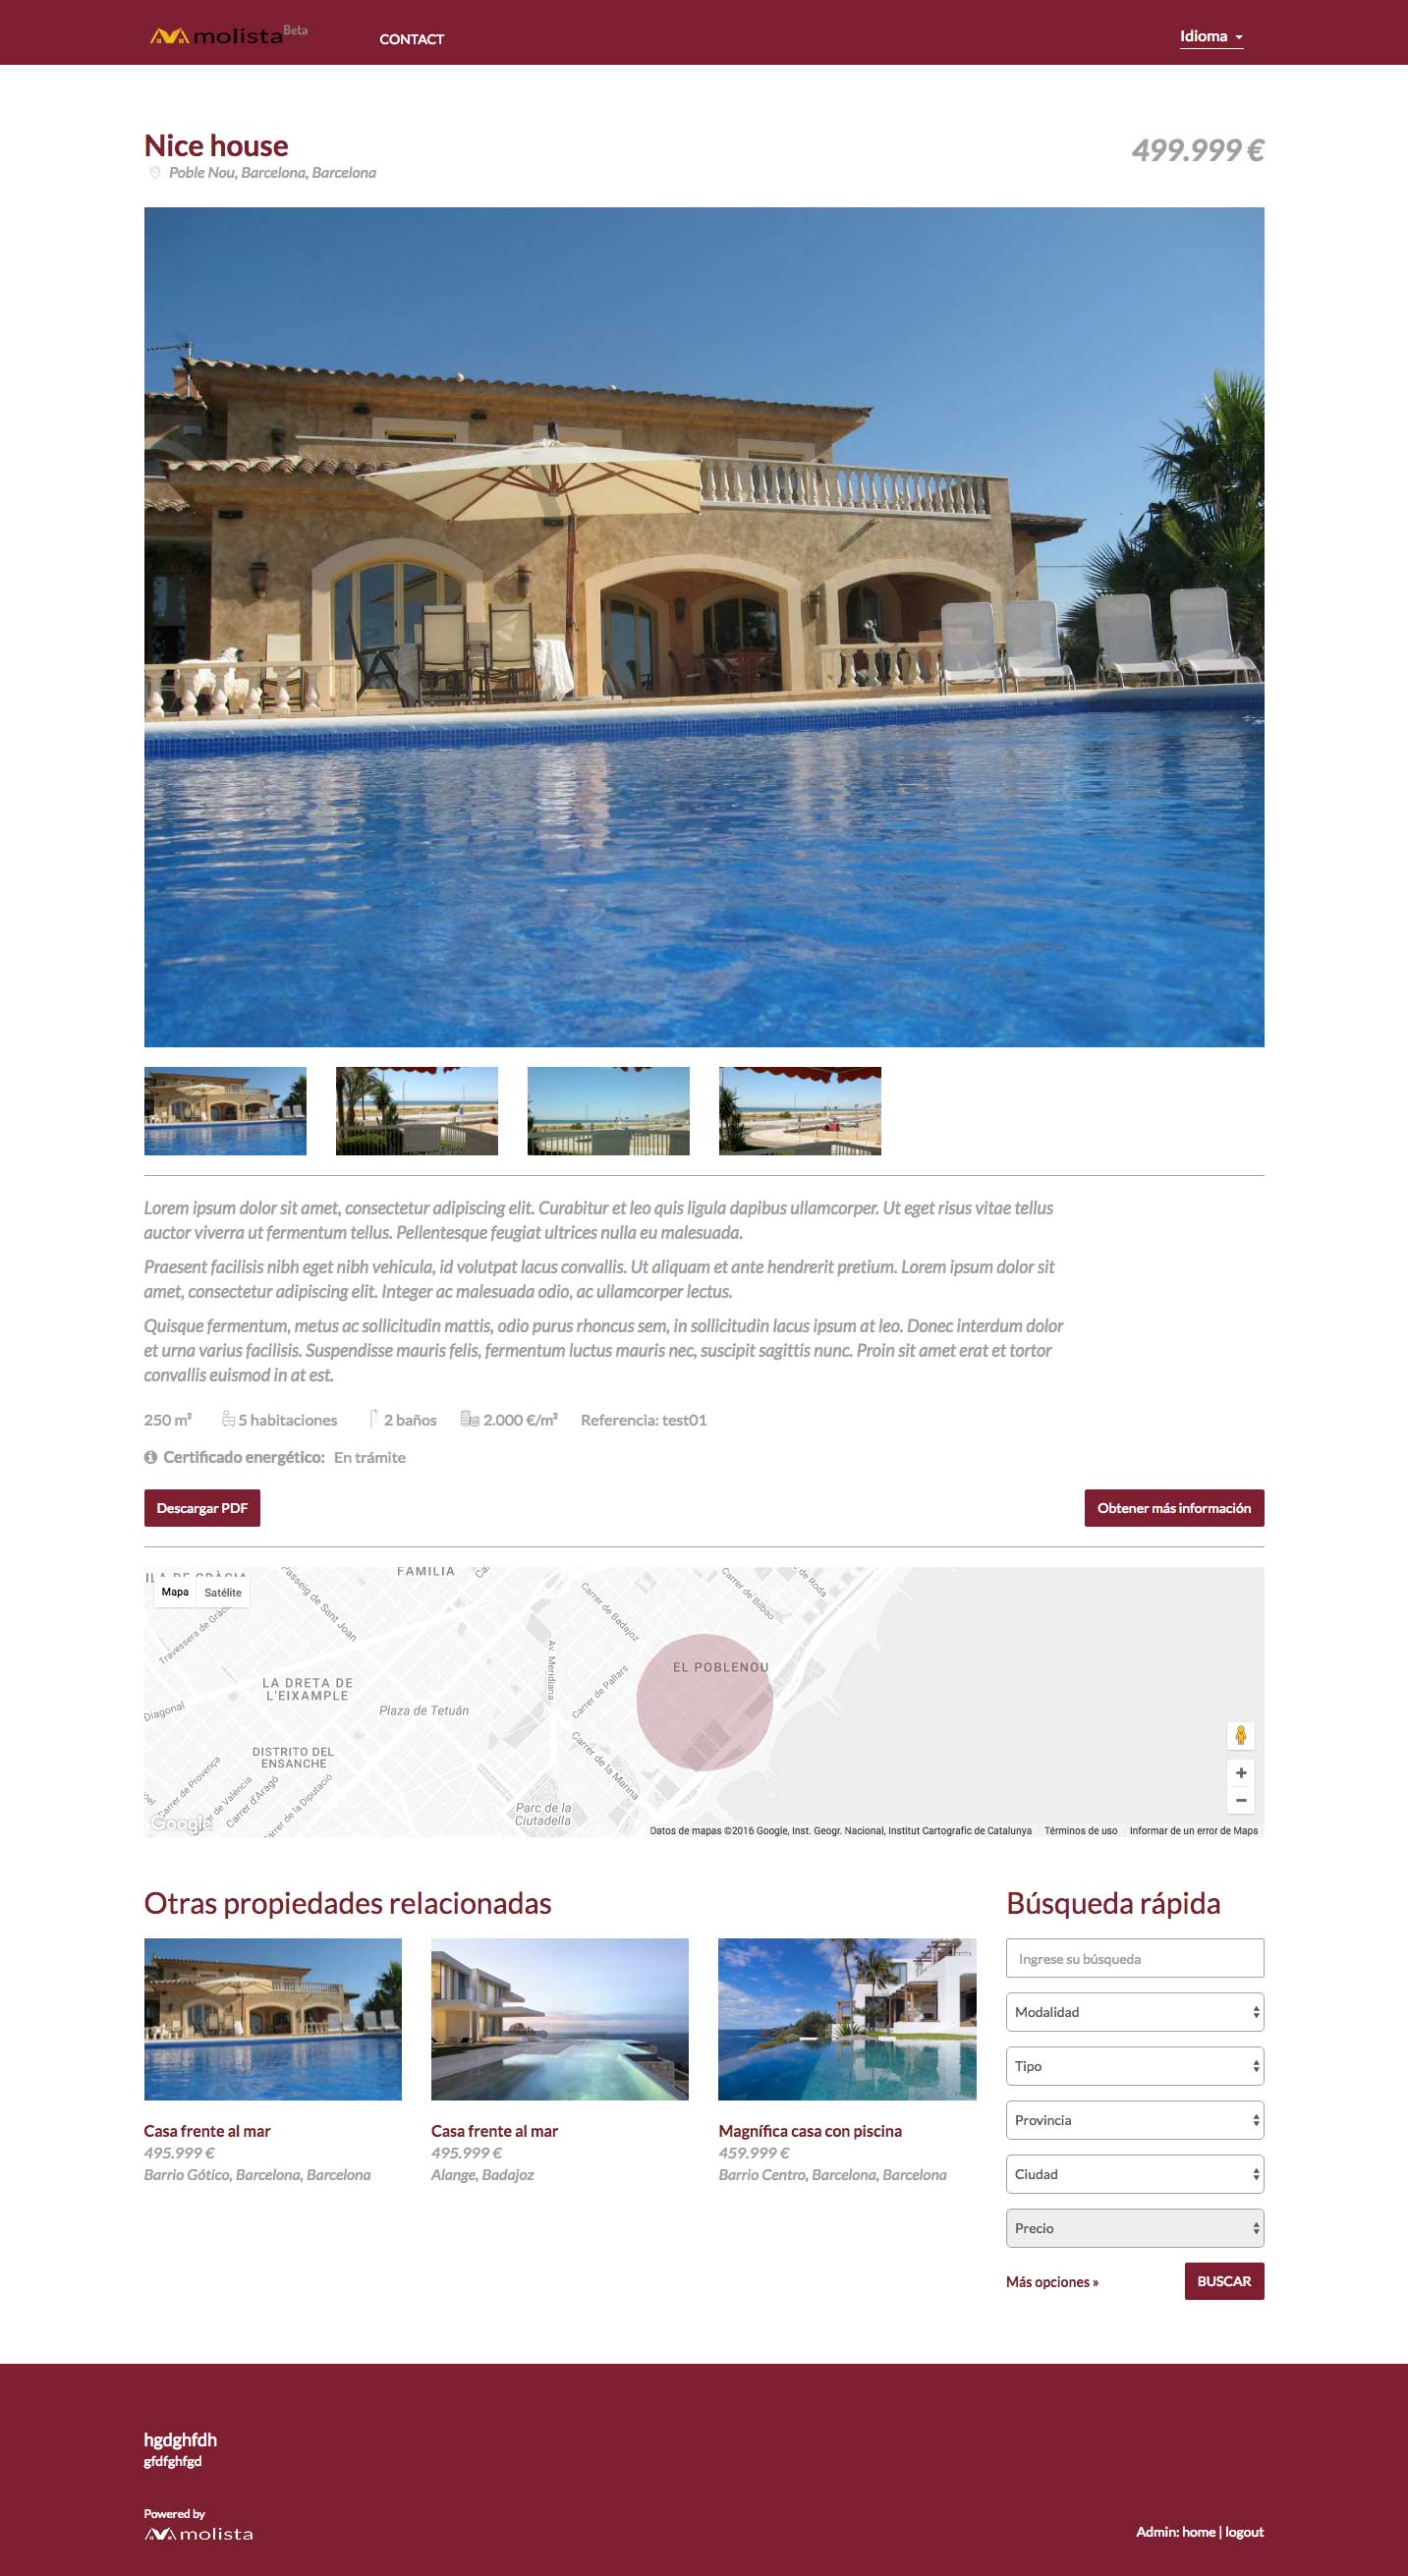 molista Beta
CONTACT
Idioma
Nice house
499.999 €
Poble Nou, Barcelona, Barcelona
Lorem ipsum dolor sit amet, consectetur adipiscing elit. Curabitur et leo quis ligula dapibus ullamcorper. Ut eget risus vitae tellus
auctor viverra ut fermentum tellus. Pellentesque feugiat ultrices nulla eu malesuada.
Praesent facilisis nibh eget nibh vehicula, id volutpat lacus convallis. Ut aliquam et ante hendrerit pretium. Lorem ipsum dolor sit
amet, consectetur adipiscing elit. Integer ac malesuada odio, ac ullamcorper lectus.
Quisque fermentum, metus ac sollicitudin mattis, odio purus rhoncus sem, in sollicitudin lacus ipsum at leo. Donec interdum dolor
et urna varius facilisis. Suspendisse mauris felis, fermentum luctus mauris nec, suscipit sagittis nunc. Proin sit amet erat et tortor
convallis euismod in at est.
250 m² 5 habitaciones 2 baños 2.000 €/m² Referencia: test01
Certificado energético: En trámite
Descargar PDF
Obtener más información
FAMILIA
Mapa Satélite
Passeig de Sant Joan
Travessera de Gràcia
Carrer de Badajoz
Carrer de Bilbao
de Roda
Av. Meridiana
EL POBLENOU
LA DRETA DE
L'EIXAMPLE
Carrer de Pallars
Plaza de Tetuán
Diagonal
DISTRITO DEL
ENSANCHE
Carrer de la Marina
Carrer de Provença
Carrer de València
Carrer d'Aragó
Carrer de la Diputació
Parc de la
Ciutadella
Google
Datos de mapas ©2016 Google, Inst. Geogr. Nacional, Institut Cartografic de Catalunya
Términos de uso
Informar de un error de Maps
Otras propiedades relacionadas
Casa frente al mar
495.999 €
Barrio Gótico, Barcelona, Barcelona
Casa frente al mar
495.999 €
Alange, Badajoz
Magnífica casa con piscina
459.999 €
Barrio Centro, Barcelona, Barcelona
Búsqueda rápida
Ingrese su búsqueda
Modalidad
Tipo
Provincia
Ciudad
Precio
Más opciones »
BUSCAR
hgdghfdh
gfdfghfgd
Powered by
molista
Admin: home | logout